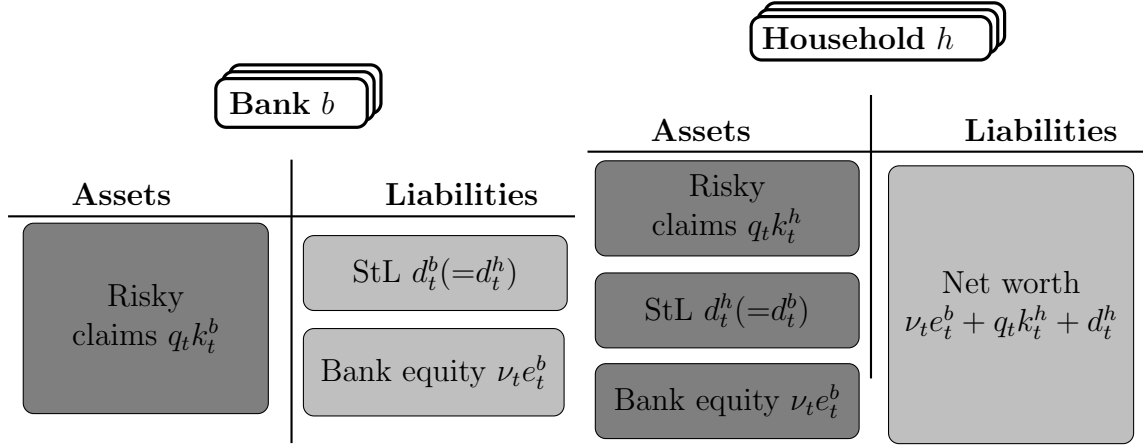 Bank b
Assets
Liabilities
Risky
claims q_t k_t^b
StL d_t^b(=d_t^h)
Bank equity ν_t e_t^b
Household h
Assets
Liabilities
Risky
claims q_t k_t^h
StL d_t^h(=d_t^b)
Bank equity ν_t e_t^b
Net worth
ν_t e_t^b + q_t k_t^h + d_t^h